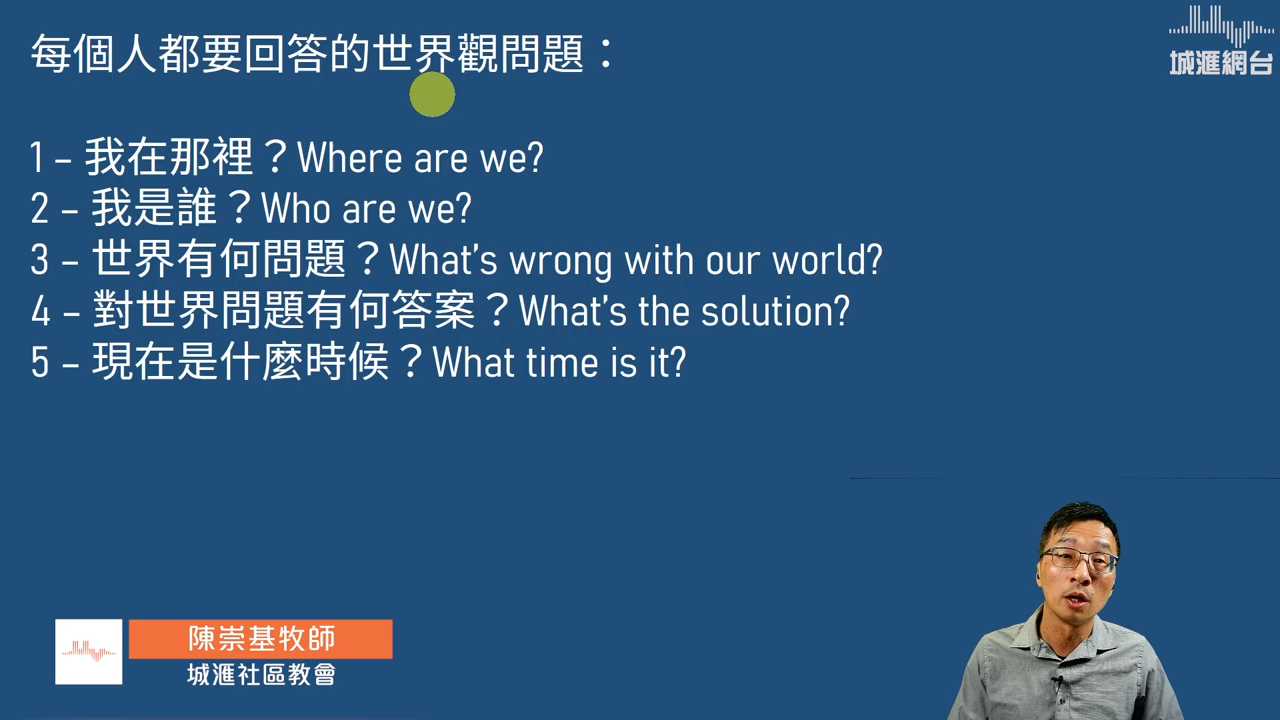 每個人都要回答的世界觀問題：
城滙網台
1 – 我在那裡？Where are we?
2 – 我是誰？Who are we?
3 – 世界有何問題？What's wrong with our world?
4 – 對世界問題有何答案？What's the solution?
5 – 現在是什麼時候？What time is it?
陳崇基牧師
城滙社區教會